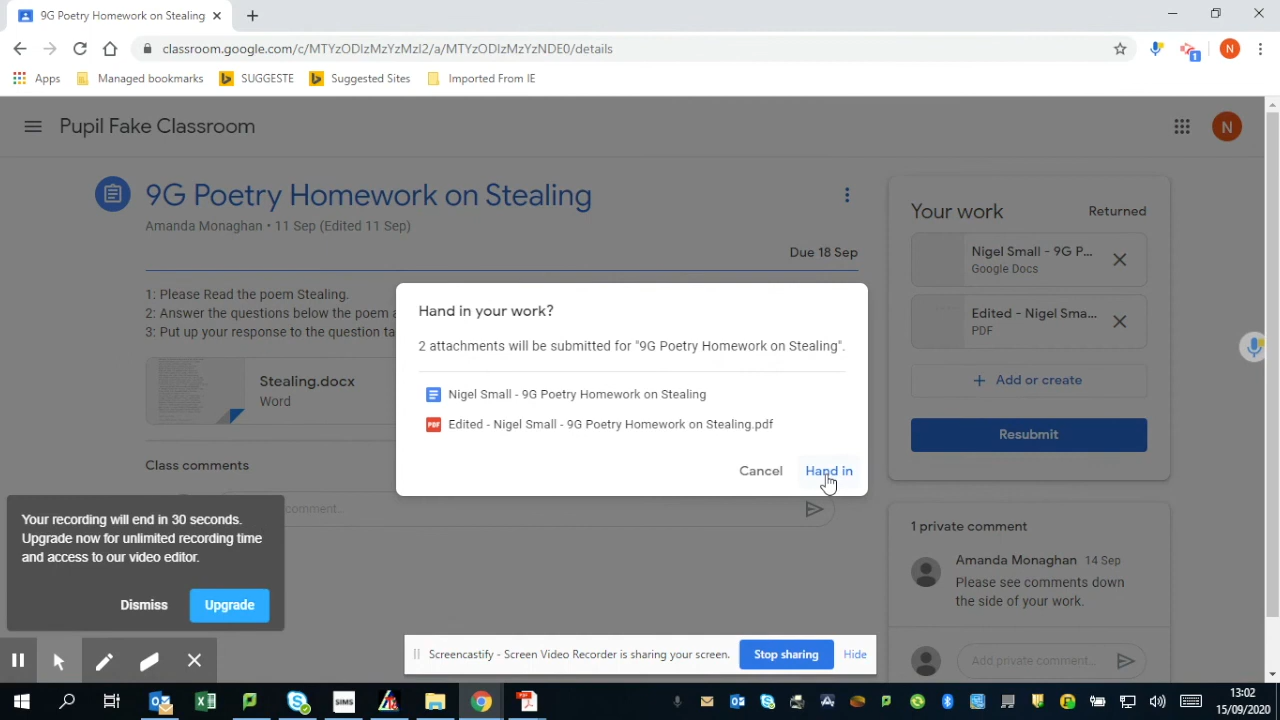 9G Poetry Homework on Stealing
classroom.google.com/c/MTYzODIzMzYzMzI2/a/MTYzODIzMzYzNDE0/details
1
N
Apps Managed bookmarks SUGGESTE Suggested Sites Imported From IE
Pupil Fake Classroom
N
9G Poetry Homework on Stealing
Amanda Monaghan • 11 Sep (Edited 11 Sep)
Due 18 Sep
1: Please Read the poem Stealing.
2: Answer the questions below the poem a
3: Put up your response to the question ta
Stealing.docx
Word
Class comments
comment...
Your work Returned
Nigel Small - 9G P...
Google Docs
Edited - Nigel Sma...
PDF
+ Add or create
Resubmit
1 private comment
Amanda Monaghan 14 Sep
Please see comments down
the side of your work.
Add private comment...
Hand in your work?
2 attachments will be submitted for "9G Poetry Homework on Stealing".
Nigel Small - 9G Poetry Homework on Stealing
PDF Edited - Nigel Small - 9G Poetry Homework on Stealing.pdf
Cancel Hand in
Your recording will end in 30 seconds.
Upgrade now for unlimited recording time
and access to our video editor.
Dismiss Upgrade
Screencastify - Screen Video Recorder is sharing your screen. Stop sharing Hide
SIMS
13:02
15/09/2020